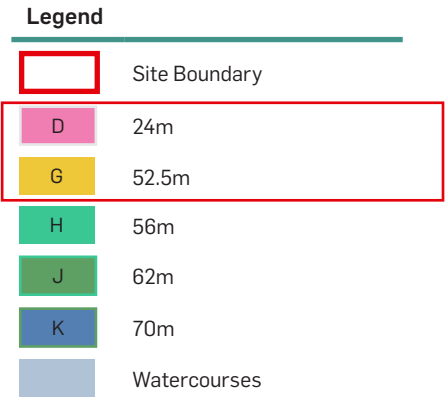 Legend
Site Boundary
D 24m
G 52.5m
H 56m
J 62m
K 70m
Watercourses